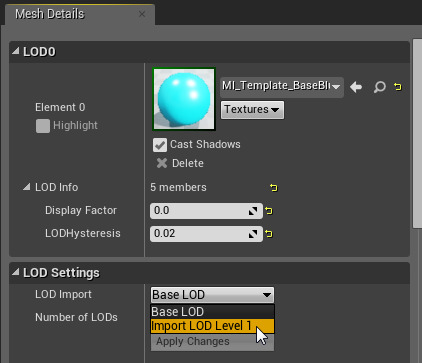 Mesh Details
LOD0
Element 0
Highlight
MI_Template_BaseBl
Textures
Cast Shadows
Delete
LOD Info
5 members
Display Factor
0.0
LODHysteresis
0.02
LOD Settings
LOD Import
Base LOD
Number of LODs
Base LOD
Import LOD Level 1
Apply Changes